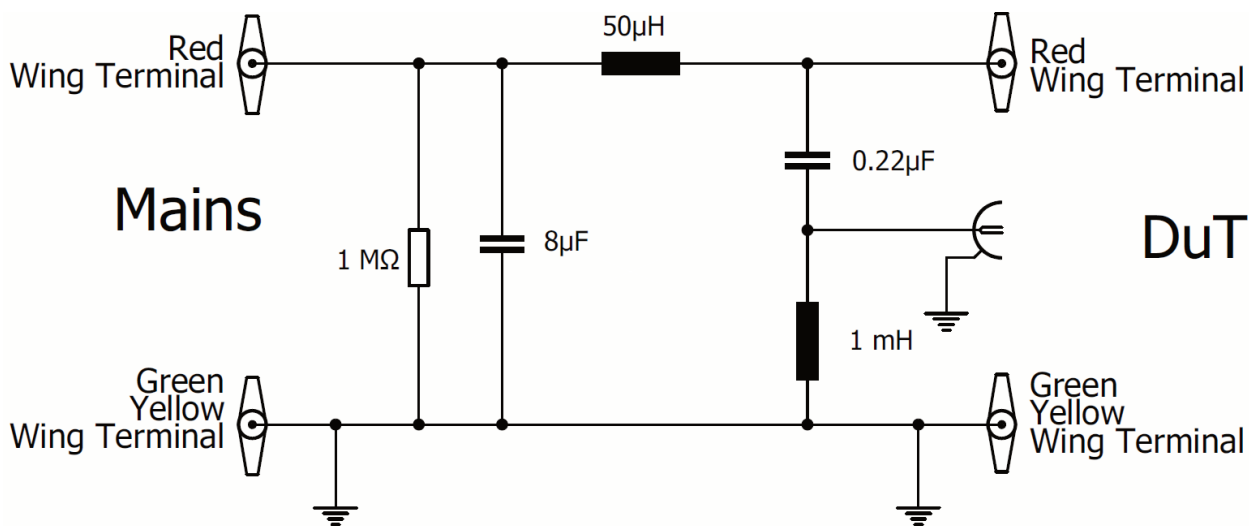 50µH
Red
Wing Terminal
Red
Wing Terminal
0.22µF
Mains
DuT
1 MΩ
8µF
1 mH
Green
Yellow
Wing Terminal
Green
Yellow
Wing Terminal